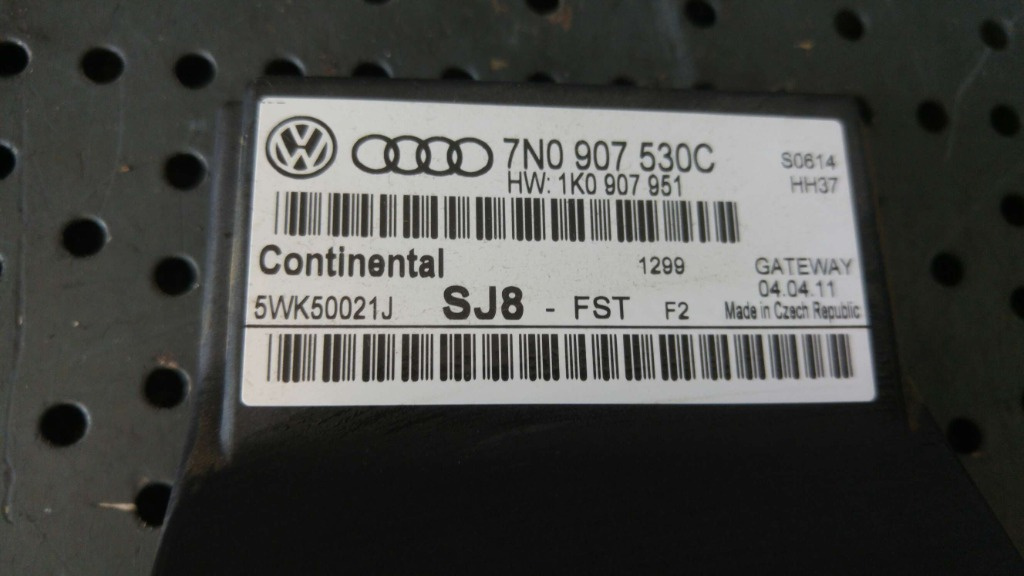 7N0 907 530C
S0614
HW: 1K0 907 951
HH37
Continental
1299
GATEWAY
04.04.11
5WK50021J SJ8 - FST F2
Made in Czech Republic